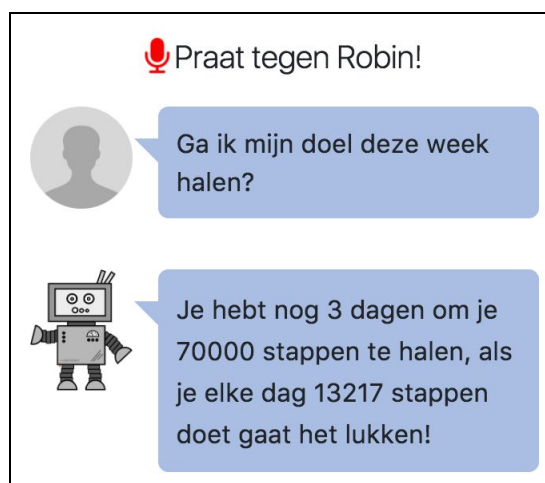 Praat tegen Robin!
Ga ik mijn doel deze week
halen?
Je hebt nog 3 dagen om je
70000 stappen te halen, als
je elke dag 13217 stappen
doet gaat het lukken!